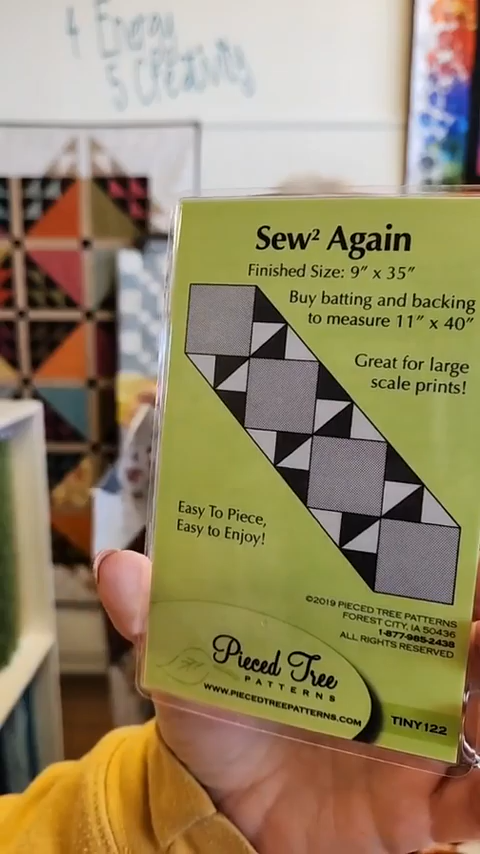 4 Energy
5 Creativity
Sew² Again
Finished Size: 9" x 35"
Buy batting and backing
to measure 11" x 40"
Great for large
scale prints!
Easy To Piece,
Easy to Enjoy!
©2019 PIECED TREE PATTERNS
FOREST CITY, IA 50436
1-877-985-2438
ALL RIGHTS RESERVED
Pieced Tree
PATTERNS
WWW.PIECEDTREEPATTERNS.COM
TINY122